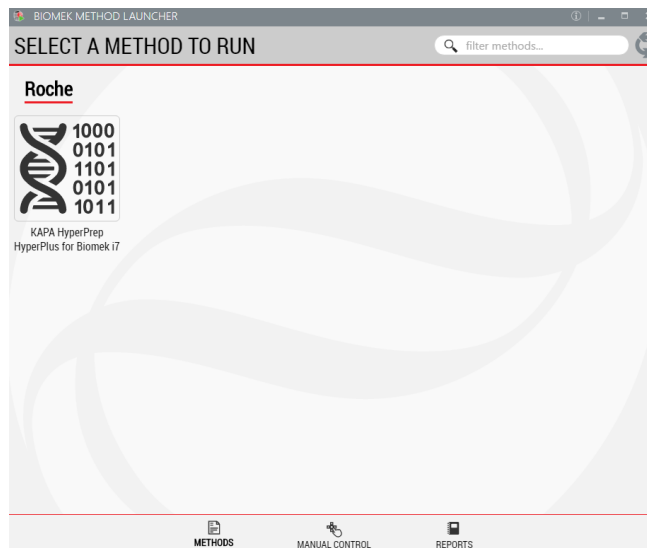 BIOMEK METHOD LAUNCHER
SELECT A METHOD TO RUN
filter methods...
Roche
1000
0101
1101
0101
1011
KAPA HyperPrep
HyperPlus for Biomek i7
METHODS
MANUAL CONTROL
REPORTS